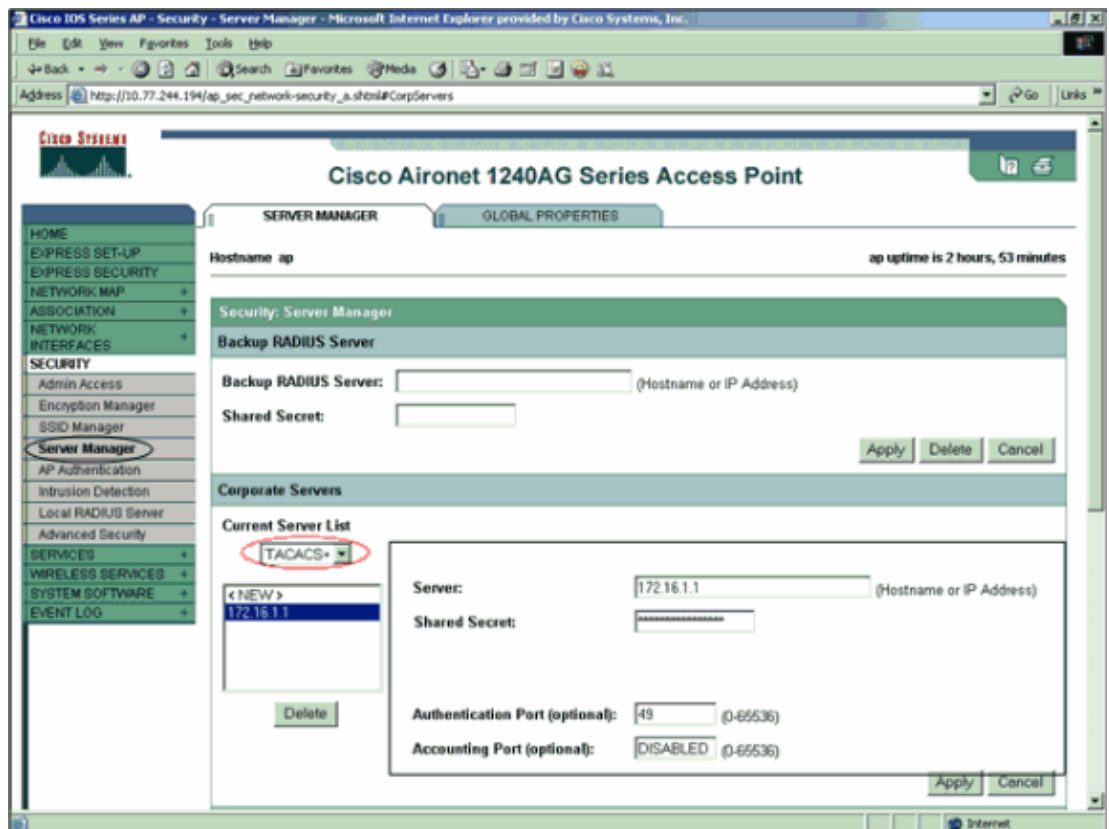 Cisco IOS Series AP - Security - Server Manager - Microsoft Internet Explorer provided by Cisco Systems, Inc.
File Edit View Favorites Tools Help
Back Search Favorites Media
Address http://10.77.244.194/ap_sec_network-security_a.shtml#CorpServers Go Links »
CISCO SYSTEMS
Cisco Aironet 1240AG Series Access Point
SERVER MANAGER GLOBAL PROPERTIES
HOME
EXPRESS SET-UP
EXPRESS SECURITY
NETWORK MAP +
ASSOCIATION +
NETWORK
INTERFACES +
SECURITY
Admin Access
Encryption Manager
SSID Manager
Server Manager
AP Authentication
Intrusion Detection
Local RADIUS Server
Advanced Security
SERVICES +
WIRELESS SERVICES +
SYSTEM SOFTWARE +
EVENT LOG +
Hostname ap ap uptime is 2 hours, 53 minutes
Security: Server Manager
Backup RADIUS Server
Backup RADIUS Server: (Hostname or IP Address)
Shared Secret:
Apply Delete Cancel
Corporate Servers
Current Server List
TACACS+
<NEW>
172.16.1.1
Delete
Server: 172.16.1.1 (Hostname or IP Address)
Shared Secret:
Authentication Port (optional): 49 (0-65536)
Accounting Port (optional): DISABLED (0-65536)
Apply Cancel
Internet